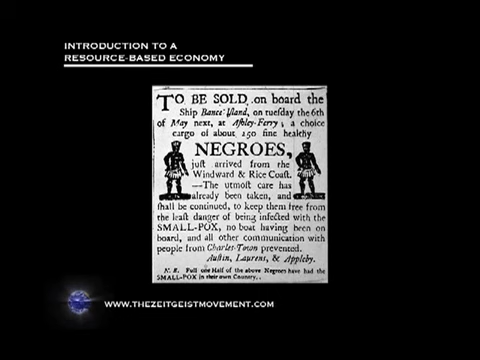 INTRODUCTION TO A
RESOURCE-BASED ECONOMY
TO BE SOLD on board the
Ship Bance-Island, on tuesday the 6th
of May next, at Ashley-Ferry; a choice
cargo of about 250 fine healthy
NEGROES,
just arrived from the
Windward & Rice Coast.
—The utmost care has
already been taken, and
shall be continued, to keep them free from
the least danger of being infected with the
SMALL-POX, no boat having been on
board, and all other communication with
people from Charles-Town prevented.
Austin, Laurens, & Appleby.
N. B. Full one Half of the above Negroes have had the
SMALL-POX in their own Country.
WWW.THEZEITGEISTMOVEMENT.COM